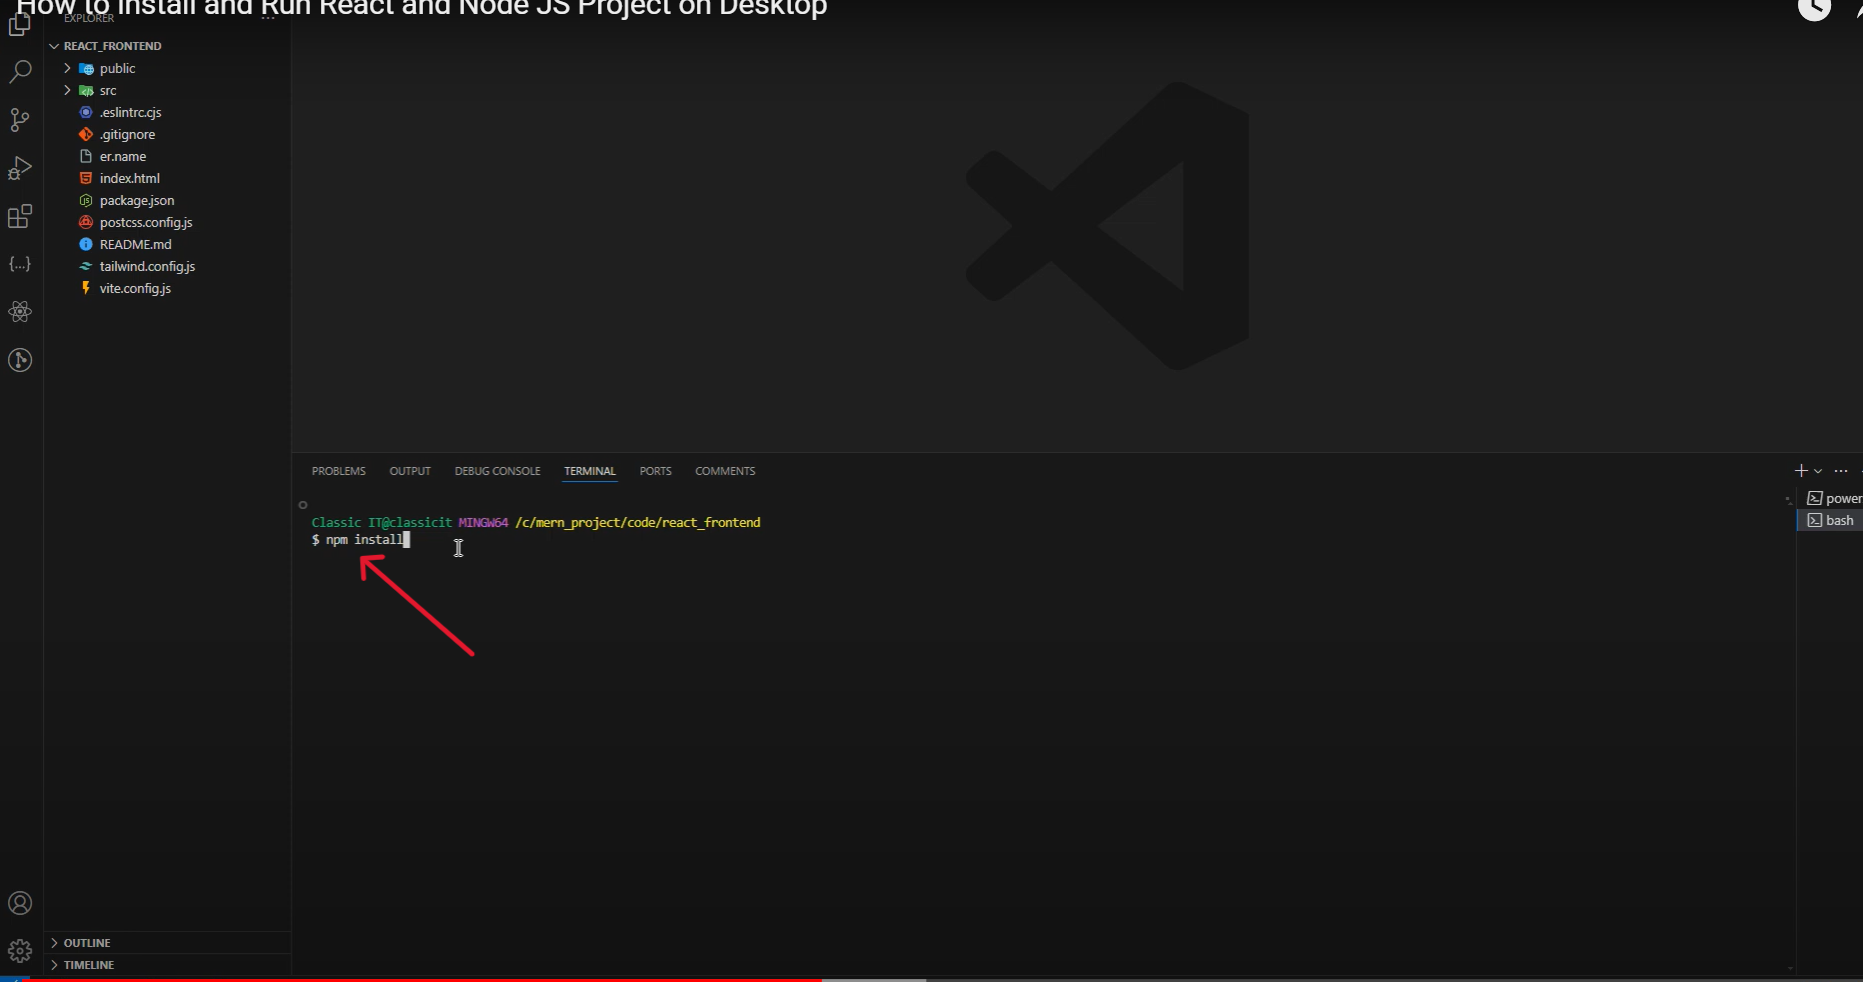 How to Install and Run React and Node JS Project on Desktop
EXPLORER
REACT_FRONTEND
public
src
.eslintrc.cjs
.gitignore
er.name
index.html
package.json
postcss.config.js
README.md
tailwind.config.js
vite.config.js
OUTLINE
TIMELINE
PROBLEMS OUTPUT DEBUG CONSOLE TERMINAL PORTS COMMENTS
Classic IT@classicit MINGW64 /c/mern_project/code/react_frontend
$ npm install
power
bash